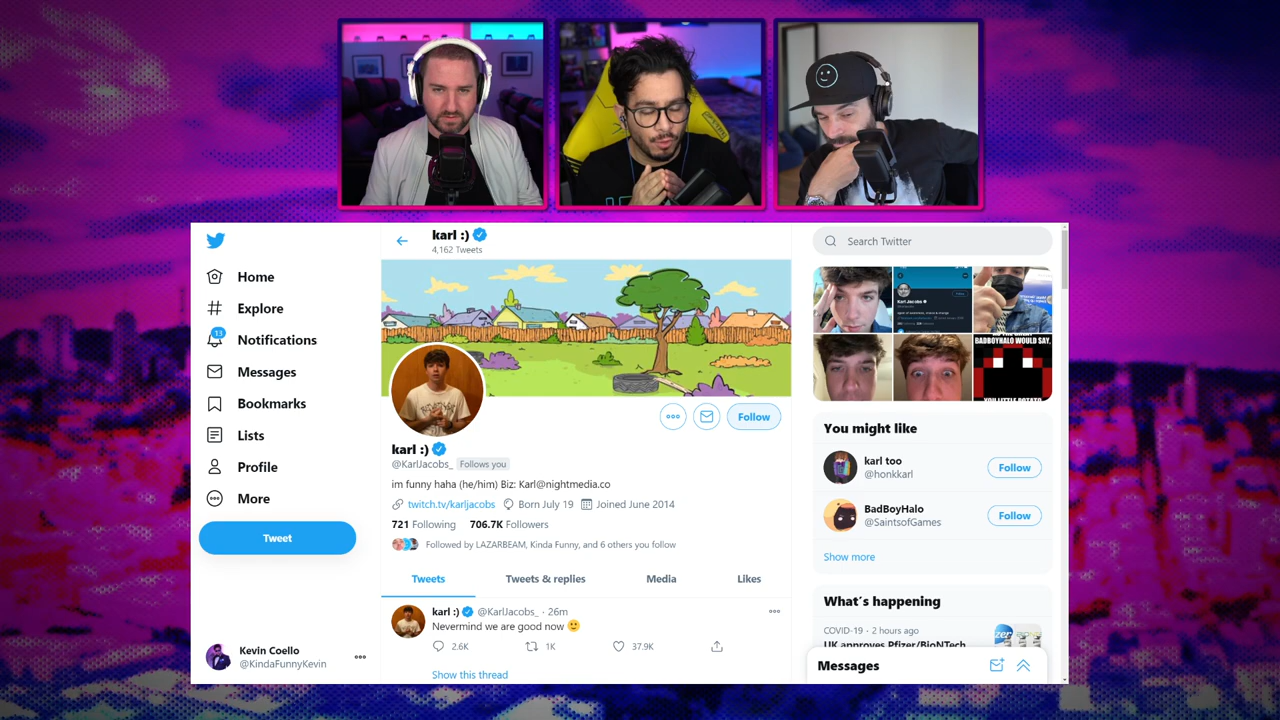 karl :)
4,162 Tweets
Search Twitter
Home
Explore
13
Notifications
Messages
Bookmarks
Lists
Profile
More
Tweet
Kevin Coello
@KindaFunnyKevin
Follow
karl :)
@KarlJacobs_ Follows you
im funny haha (he/him) Biz: Karl@nightmedia.co
twitch.tv/karljacobs Born July 19 Joined June 2014
721 Following 706.7K Followers
Followed by LAZARBEAM, Kinda Funny, and 6 others you follow
Tweets Tweets & replies Media Likes
karl :) @KarlJacobs_ · 26m
Nevermind we are good now
2.6K 1K 37.9K
Show this thread
Karl Jacobs
BADBOYHALO WOULD SAY,
YOU LITTLE POTATO
You might like
karl too
@honkkarl
Follow
BadBoyHalo
@SaintsofGames
Follow
Show more
What's happening
COVID-19 · 2 hours ago
UK approves Pfizer/BioNTech
Messages